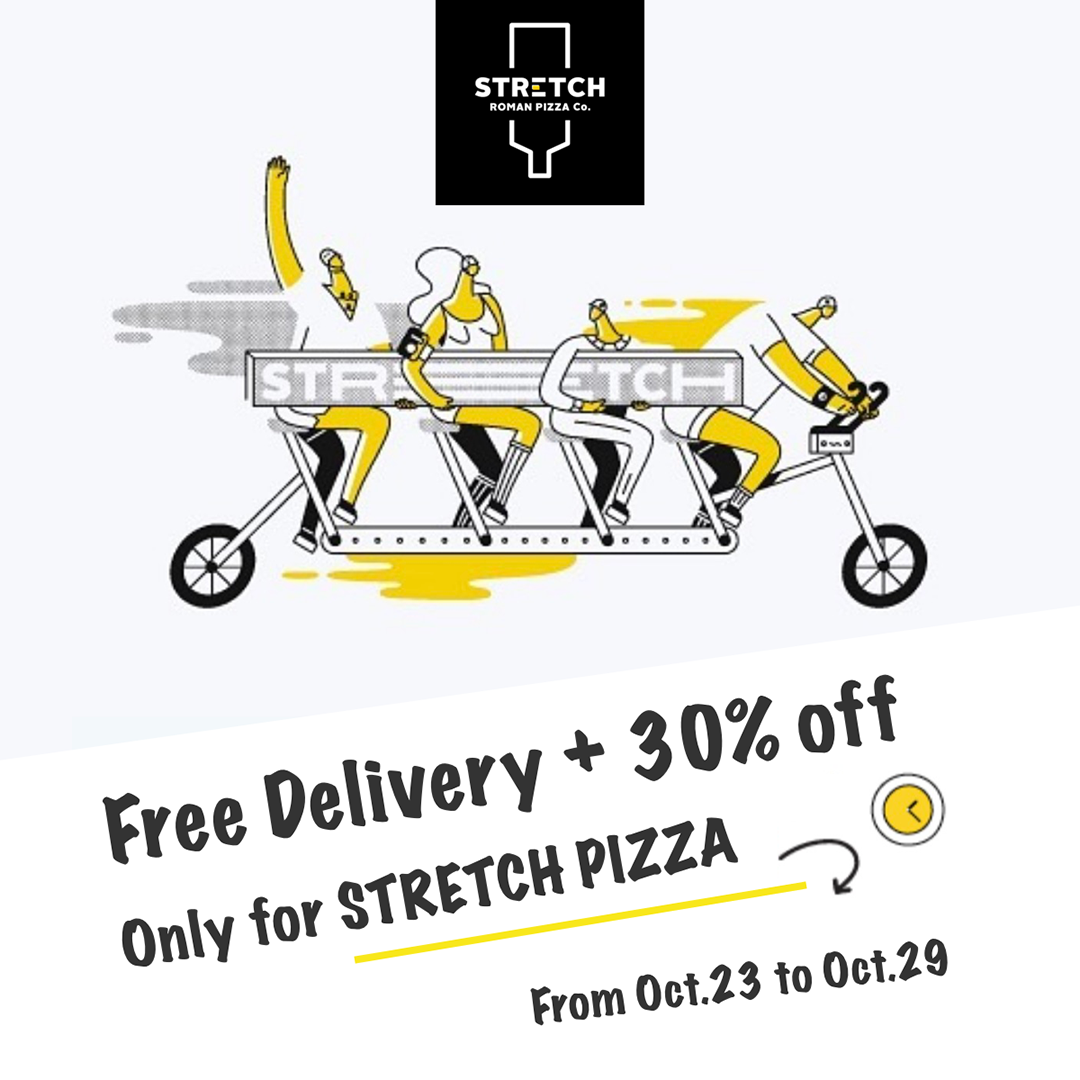 STRETCH
ROMAN PIZZA Co.
STRETCH
Free Delivery + 30% off
Only for STRETCH PIZZA
From Oct.23 to Oct.29